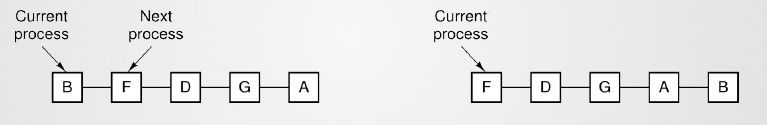 Current
process
Next
process
B F D G A
Current
process
F D G A B